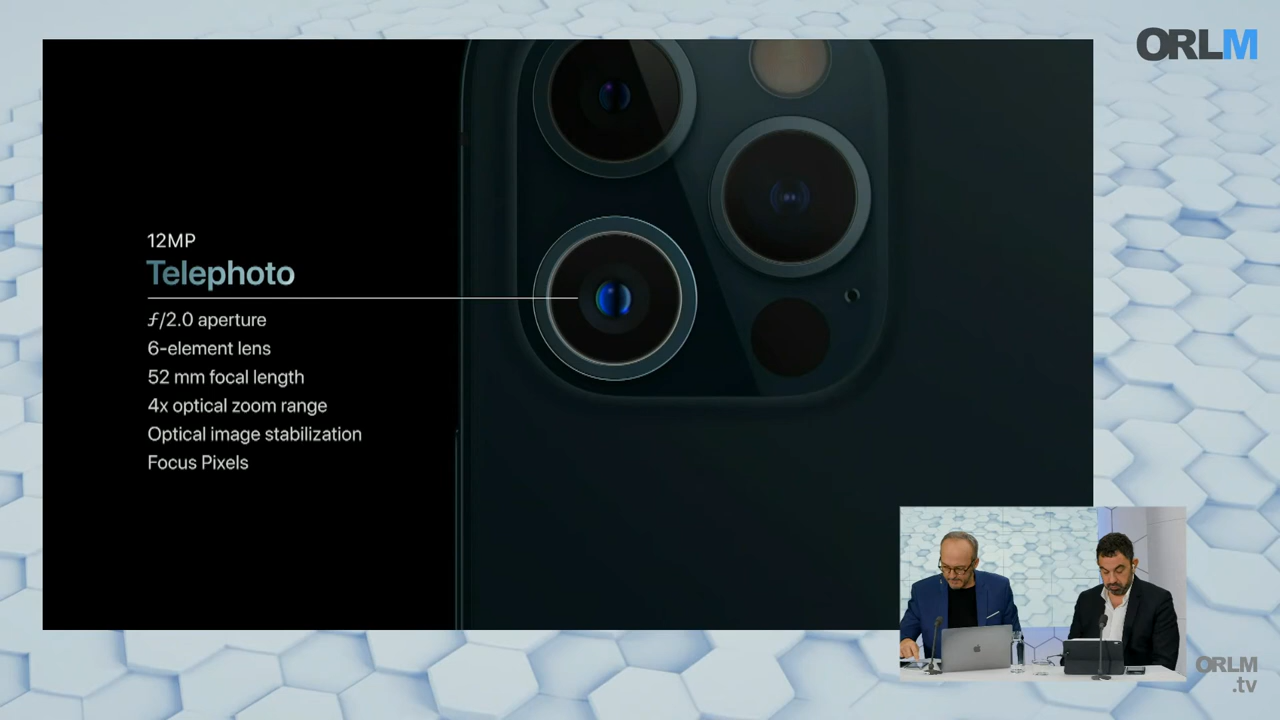 ORLM
12MP
Telephoto
ƒ/2.0 aperture
6-element lens
52 mm focal length
4x optical zoom range
Optical image stabilization
Focus Pixels
ORLM
.tv